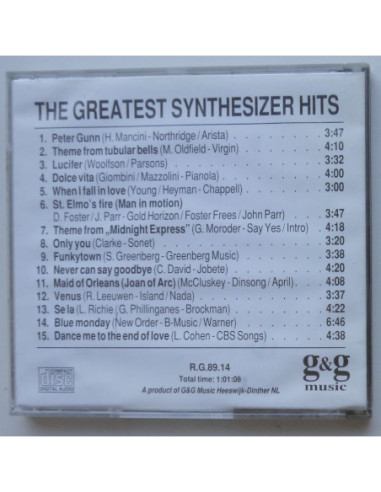 THE GREATEST SYNTHESIZER HITS
1. Peter Gunn (H. Mancini - Northridge / Arista) . . . . . . . . . 3:47
2. Theme from tubular bells (M. Oldfield - Virgin) . . . . . . . . 4:10
3. Lucifer (Woolfson / Parsons) . . . . . . . . . . . . . 3:32
4. Dolce vita (Giombini / Mazzolini - Pianola) . . . . . . . . . 4:00
5. When I fall in love (Young / Heyman - Chappell) . . . . . . . 3:00
6. St. Elmo's fire (Man in motion)
D. Foster / J. Parr - Gold Horizon / Foster Frees / John Parr) . . . 3:47
7. Theme from „Midnight Express” (G. Moroder - Say Yes / Intro) 4:18
8. Only you (Clarke - Sonet) . . . . . . . . . . . . . . 3:20
9. Funkytown (S. Greenberg - Greenberg Music) . . . . . . . . 3:38
10. Never can say goodbye (C. David - Jobete) . . . . . . . . . 4:20
11. Maid of Orleans (Joan of Arc) (McCluskey - Dinsong / April) . . 4:08
12. Venus (R. Leeuwen - Island / Nada) . . . . . . . . . . . 3:37
13. Se la (L. Richie / G. Phillinganes - Brockman) . . . . . . . . 4:22
14. Blue monday (New Order - B-Music / Warner) . . . . . . . . 6:46
15. Dance me to the end of love (L. Cohen - CBS Songs) . . . . . 4:38
COMPACT
disc
DIGITAL AUDIO
R.G.89.14
Total time: 1:01:08
A product of G&G Music Heeswijk-Dinther NL
g&g
music